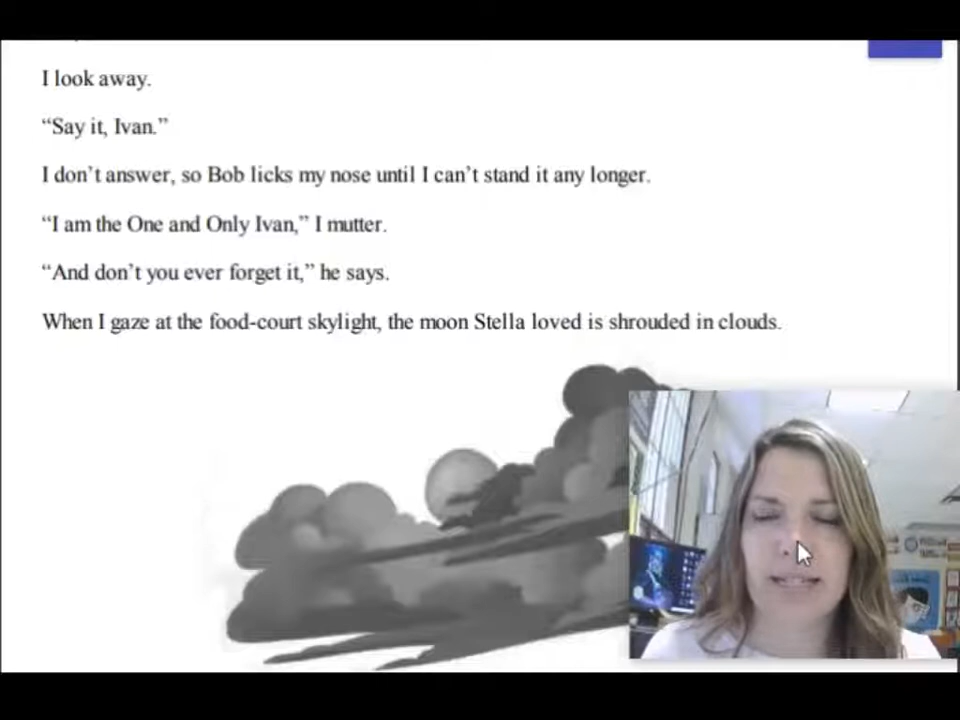 I look away.
“Say it, Ivan.”
I don’t answer, so Bob licks my nose until I can’t stand it any longer.
“I am the One and Only Ivan,” I mutter.
“And don’t you ever forget it,” he says.
When I gaze at the food-court skylight, the moon Stella loved is shrouded in clouds.